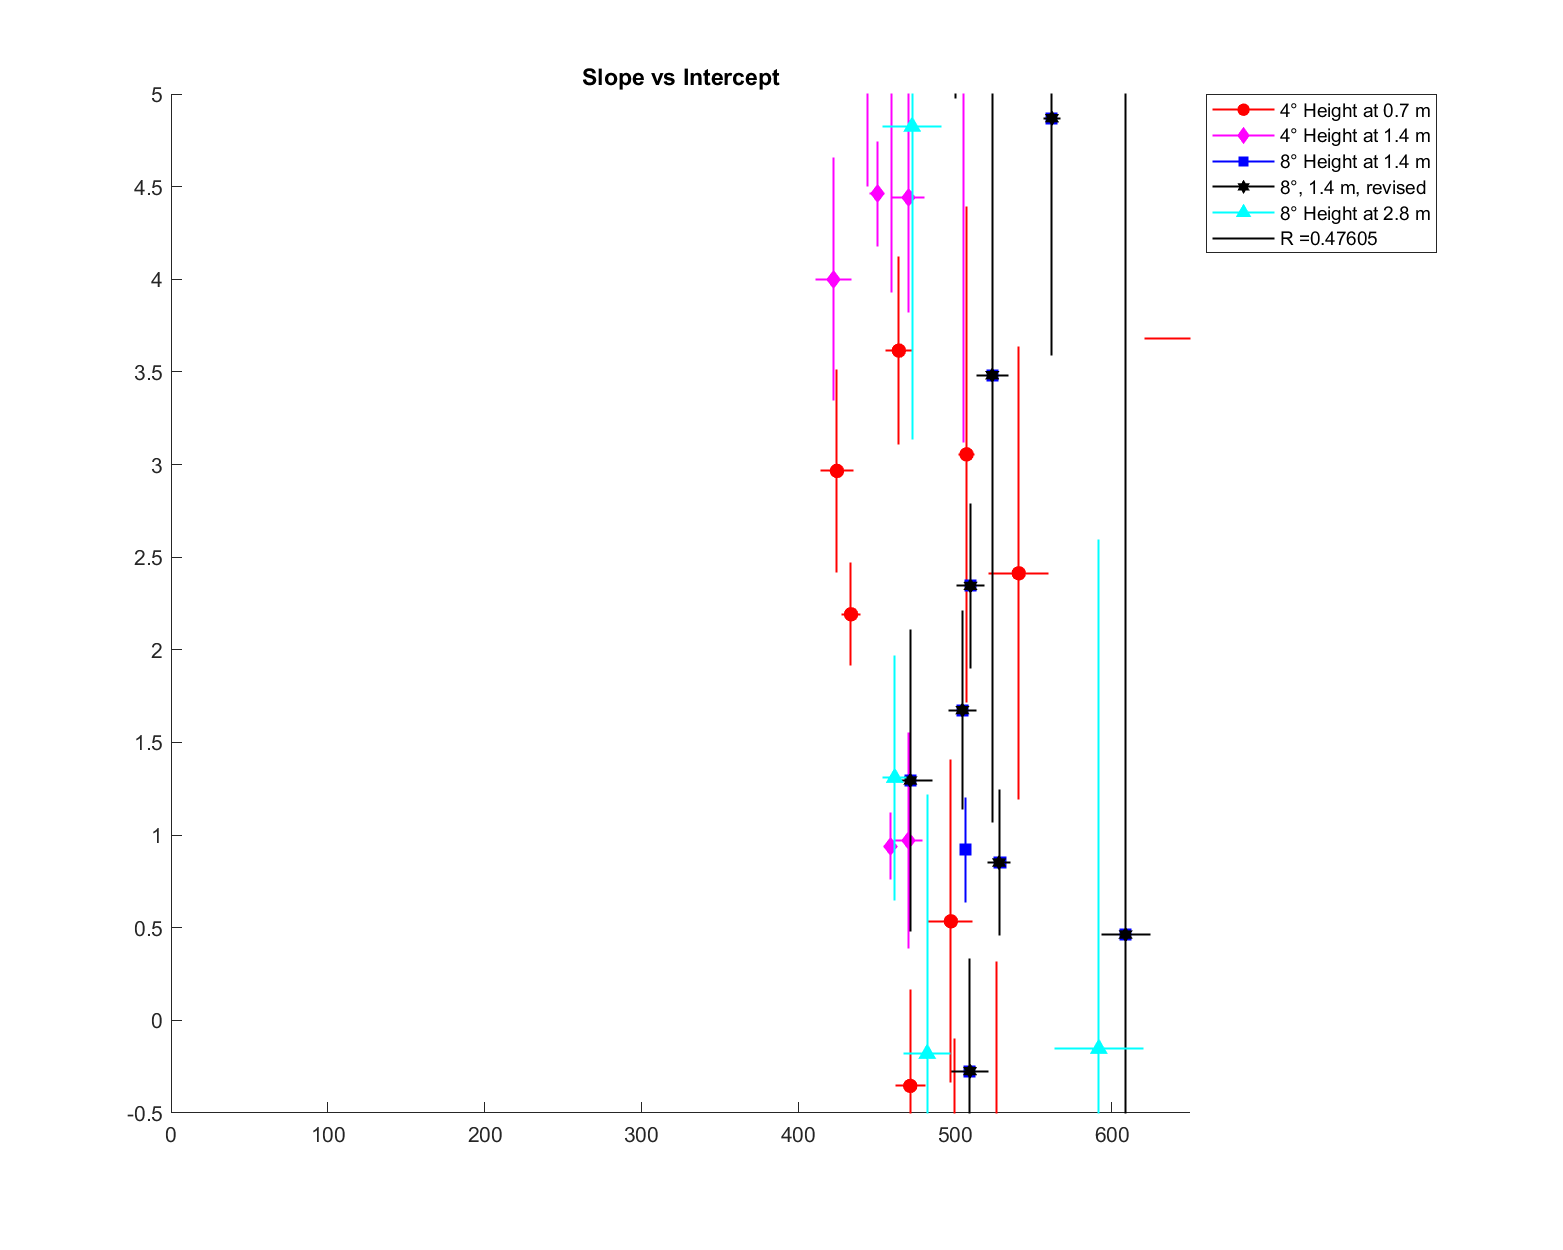 Slope vs Intercept
5
4.5
4
3.5
3
2.5
2
1.5
1
0.5
0
-0.5
0 100 200 300 400 500 600
4° Height at 0.7 m
4° Height at 1.4 m
8° Height at 1.4 m
8°, 1.4 m, revised
8° Height at 2.8 m
R =0.47605